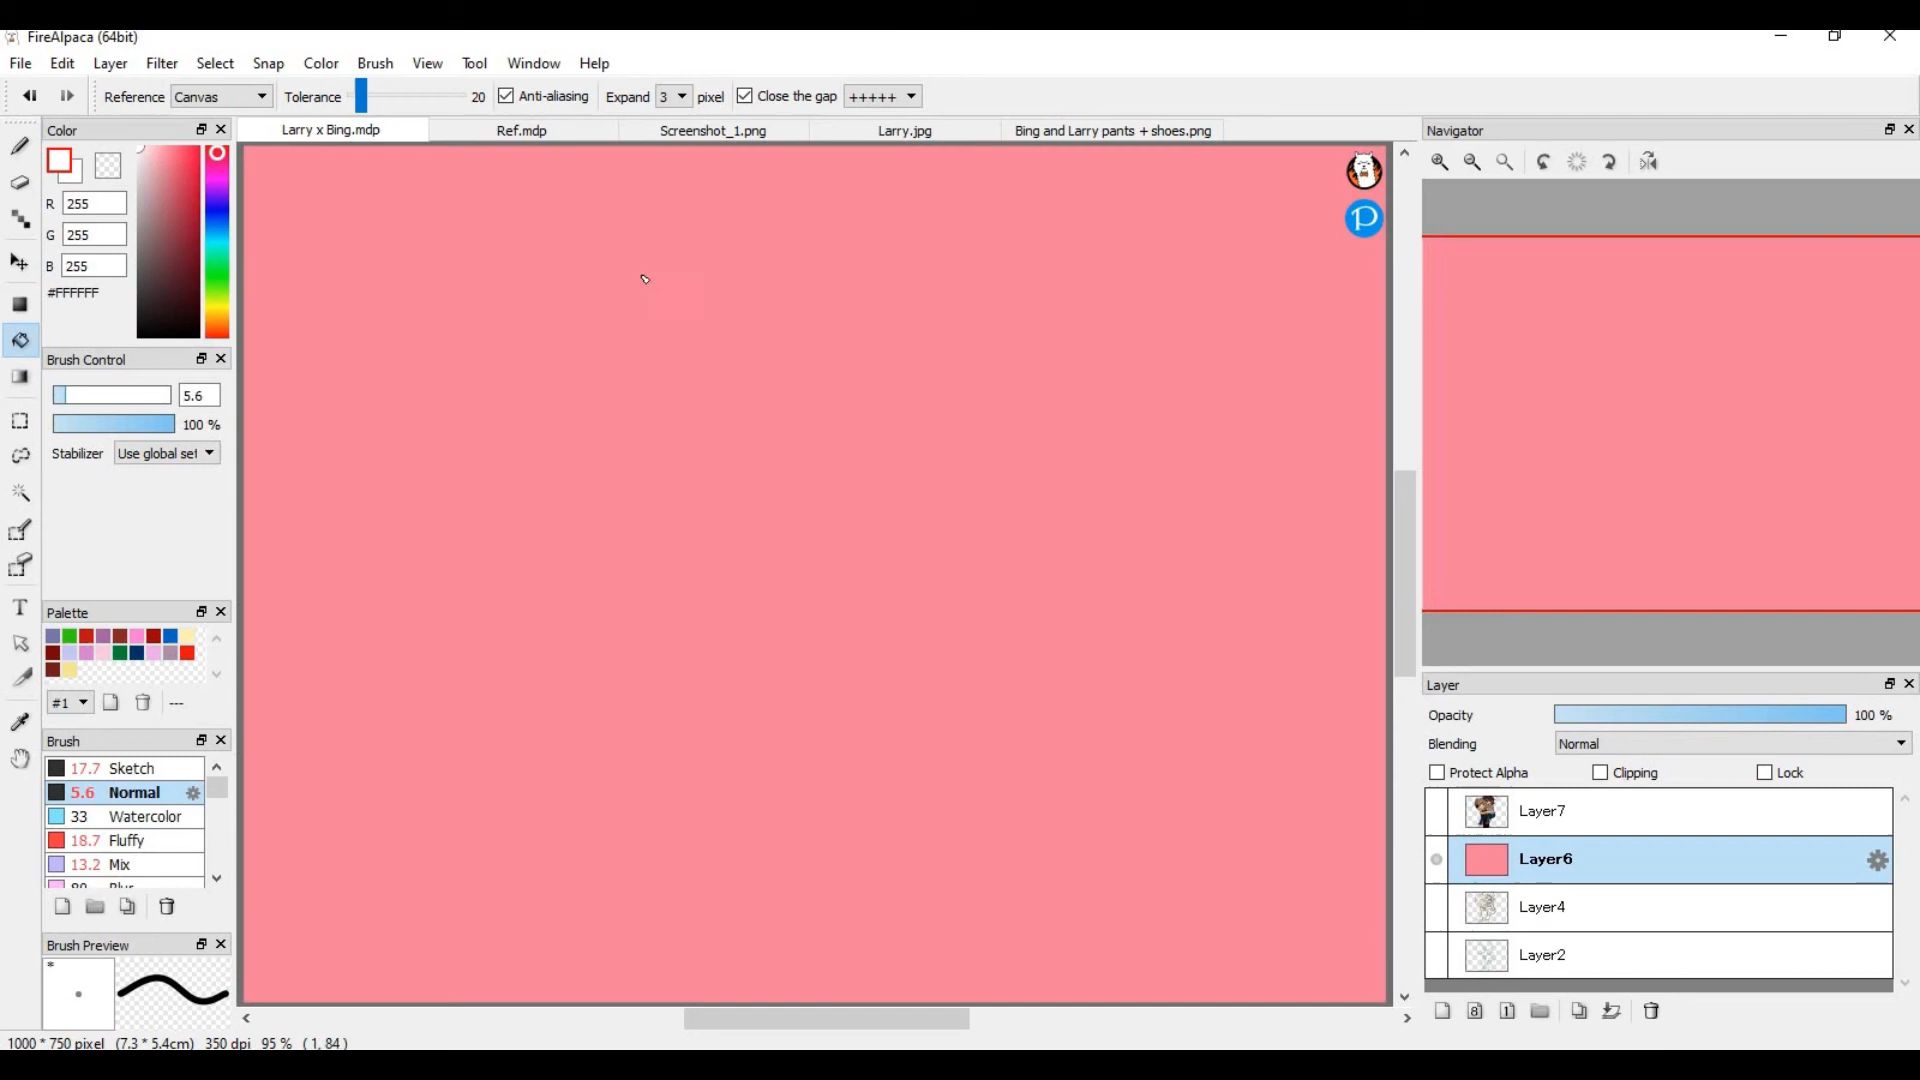 FireAlpaca (64bit)
File Edit Layer Filter Select Snap Color Brush View Tool Window Help
Reference Canvas Tolerance 20 Anti-aliasing Expand 3 pixel Close the gap +++++
Color
Larry x Bing.mdp Ref.mdp Screenshot_1.png Larry.jpg Bing and Larry pants + shoes.png
Navigator
R 255
G 255
B 255
#FFFFFF
P
Brush Control
5.6
100 %
Stabilizer Use global set
Palette
#1 ---
Brush
17.7 Sketch
5.6 Normal
33 Watercolor
18.7 Fluffy
13.2 Mix
80 Blur
Brush Preview
*
Layer
Opacity 100 %
Blending Normal
Protect Alpha Clipping Lock
Layer7
Layer6
Layer4
Layer2
8 1
T
1000 * 750 pixel (7.3 * 5.4cm) 350 dpi 95 % ( 1, 84 )